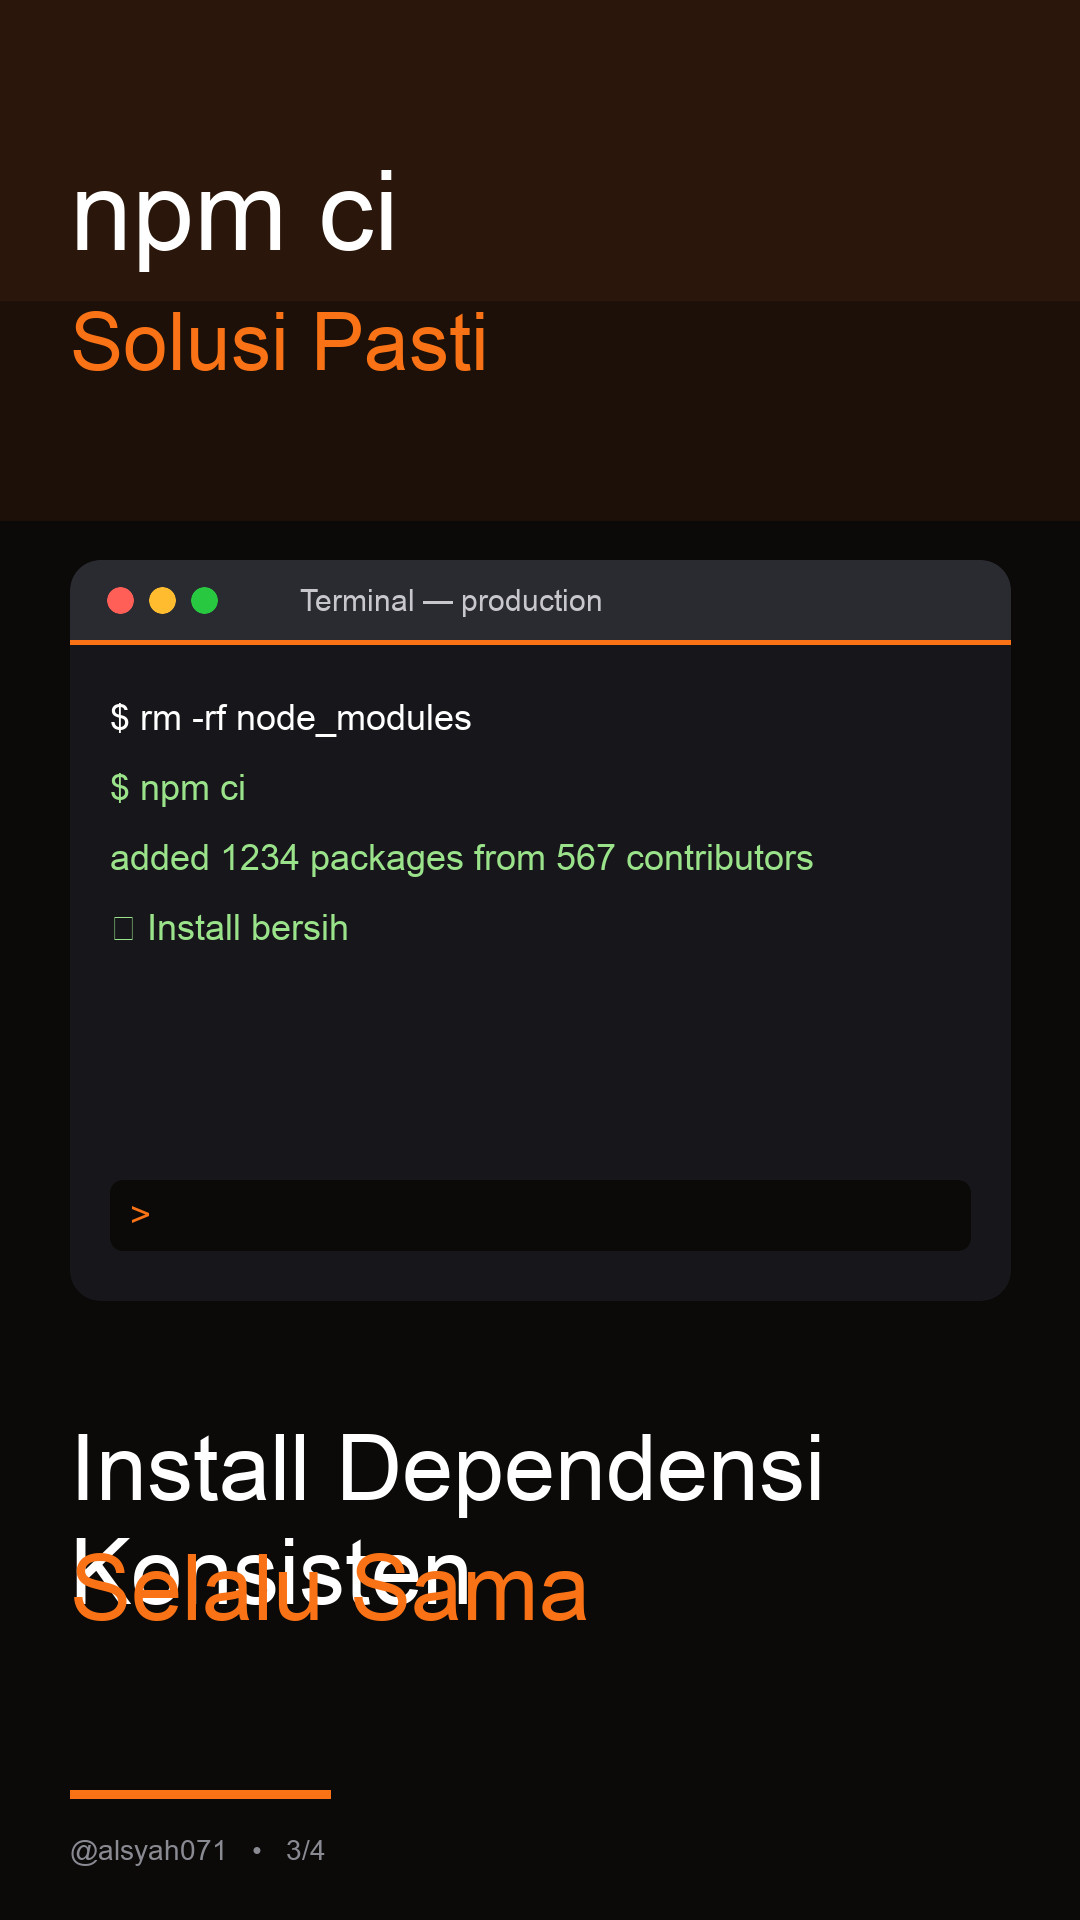 npm ci
Solusi Pasti
Terminal — production
$ rm -rf node_modules
$ npm ci
added 1234 packages from 567 contributors
Install bersih
>
Install Dependensi
Konsisten
Selalu Sama
@alsyah071 • 3/4